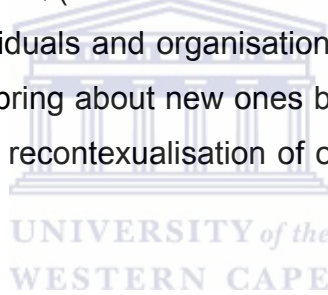 iduals and organisation
bring about new ones b
recontexualisation of o
UNIVERSITY of the
WESTERN CAPE